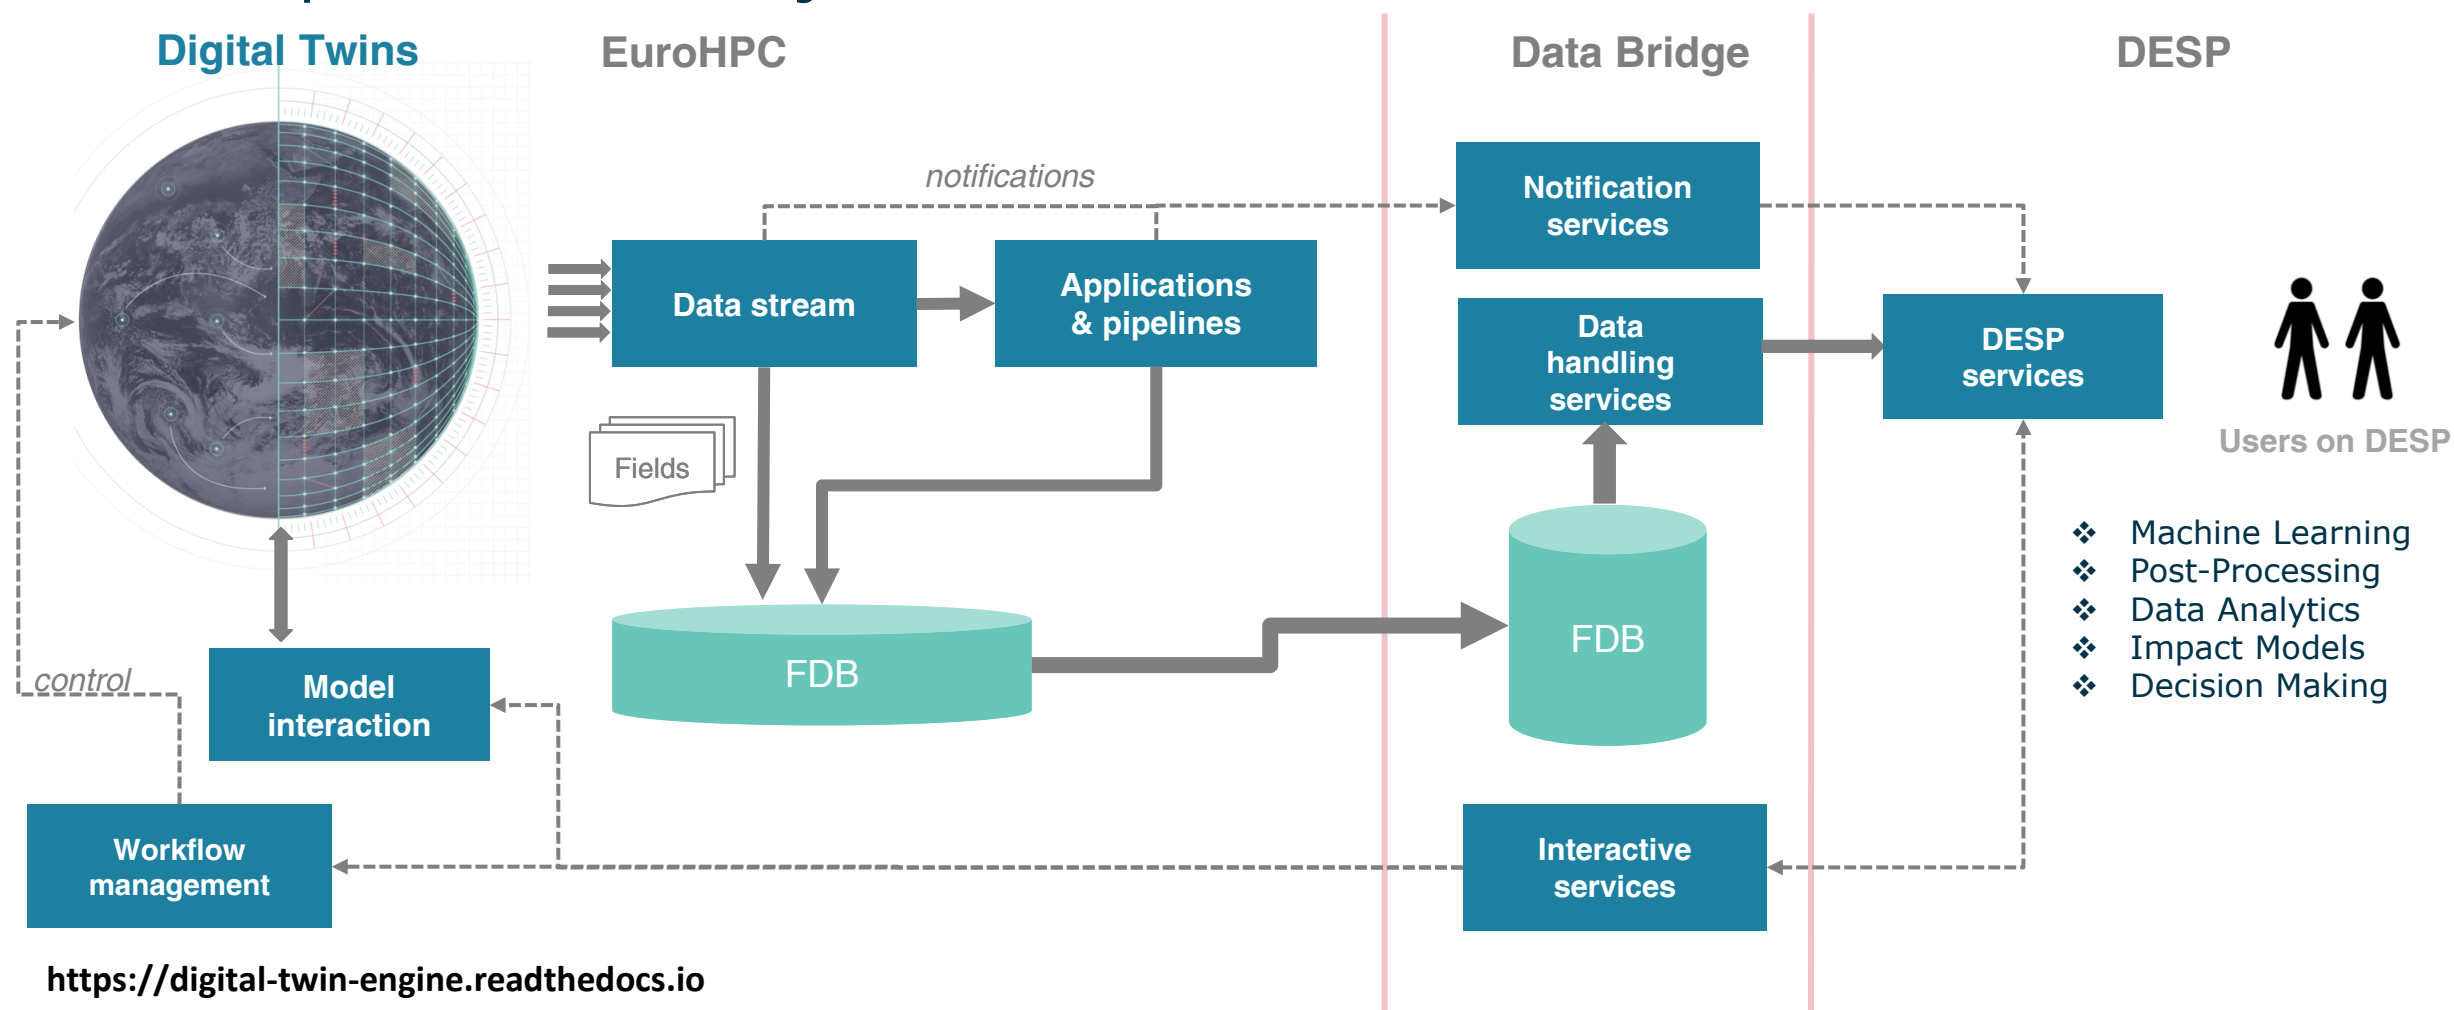 Digital Twins
EuroHPC
Data Bridge
DESP
notifications
Notification
services
Data stream
Applications
& pipelines
Data
handling
services
DESP
services
Users on DESP
Fields
Machine Learning
Post-Processing
Data Analytics
Impact Models
Decision Making
FDB
FDB
control
Model
interaction
Workflow
management
Interactive
services
https://digital-twin-engine.readthedocs.io